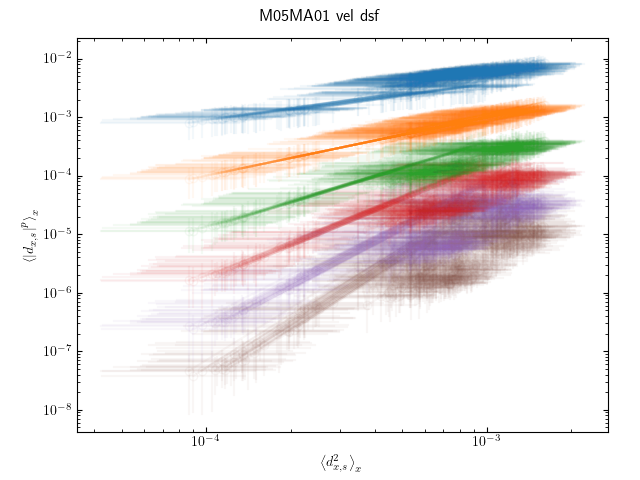 M05MA01 vel dsf
10⁻²
10⁻³
10⁻⁴
10⁻⁵
10⁻⁶
10⁻⁷
10⁻⁸
⟨|d_{x,s}|^p⟩_x
10⁻⁴ 10⁻³
⟨d²_{x,s}⟩_x